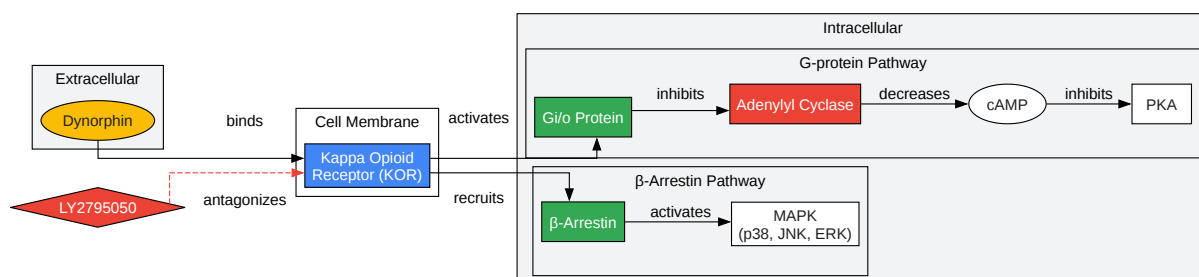 Intracellular
G-protein Pathway
Extracellular
Dynorphin
binds
Cell Membrane
activates
Gi/o Protein
inhibits
Adenylyl Cyclase
decreases
cAMP
inhibits
PKA
Kappa Opioid
Receptor (KOR)
LY2795050
antagonizes
recruits
β-Arrestin Pathway
β-Arrestin
activates
MAPK
(p38, JNK, ERK)